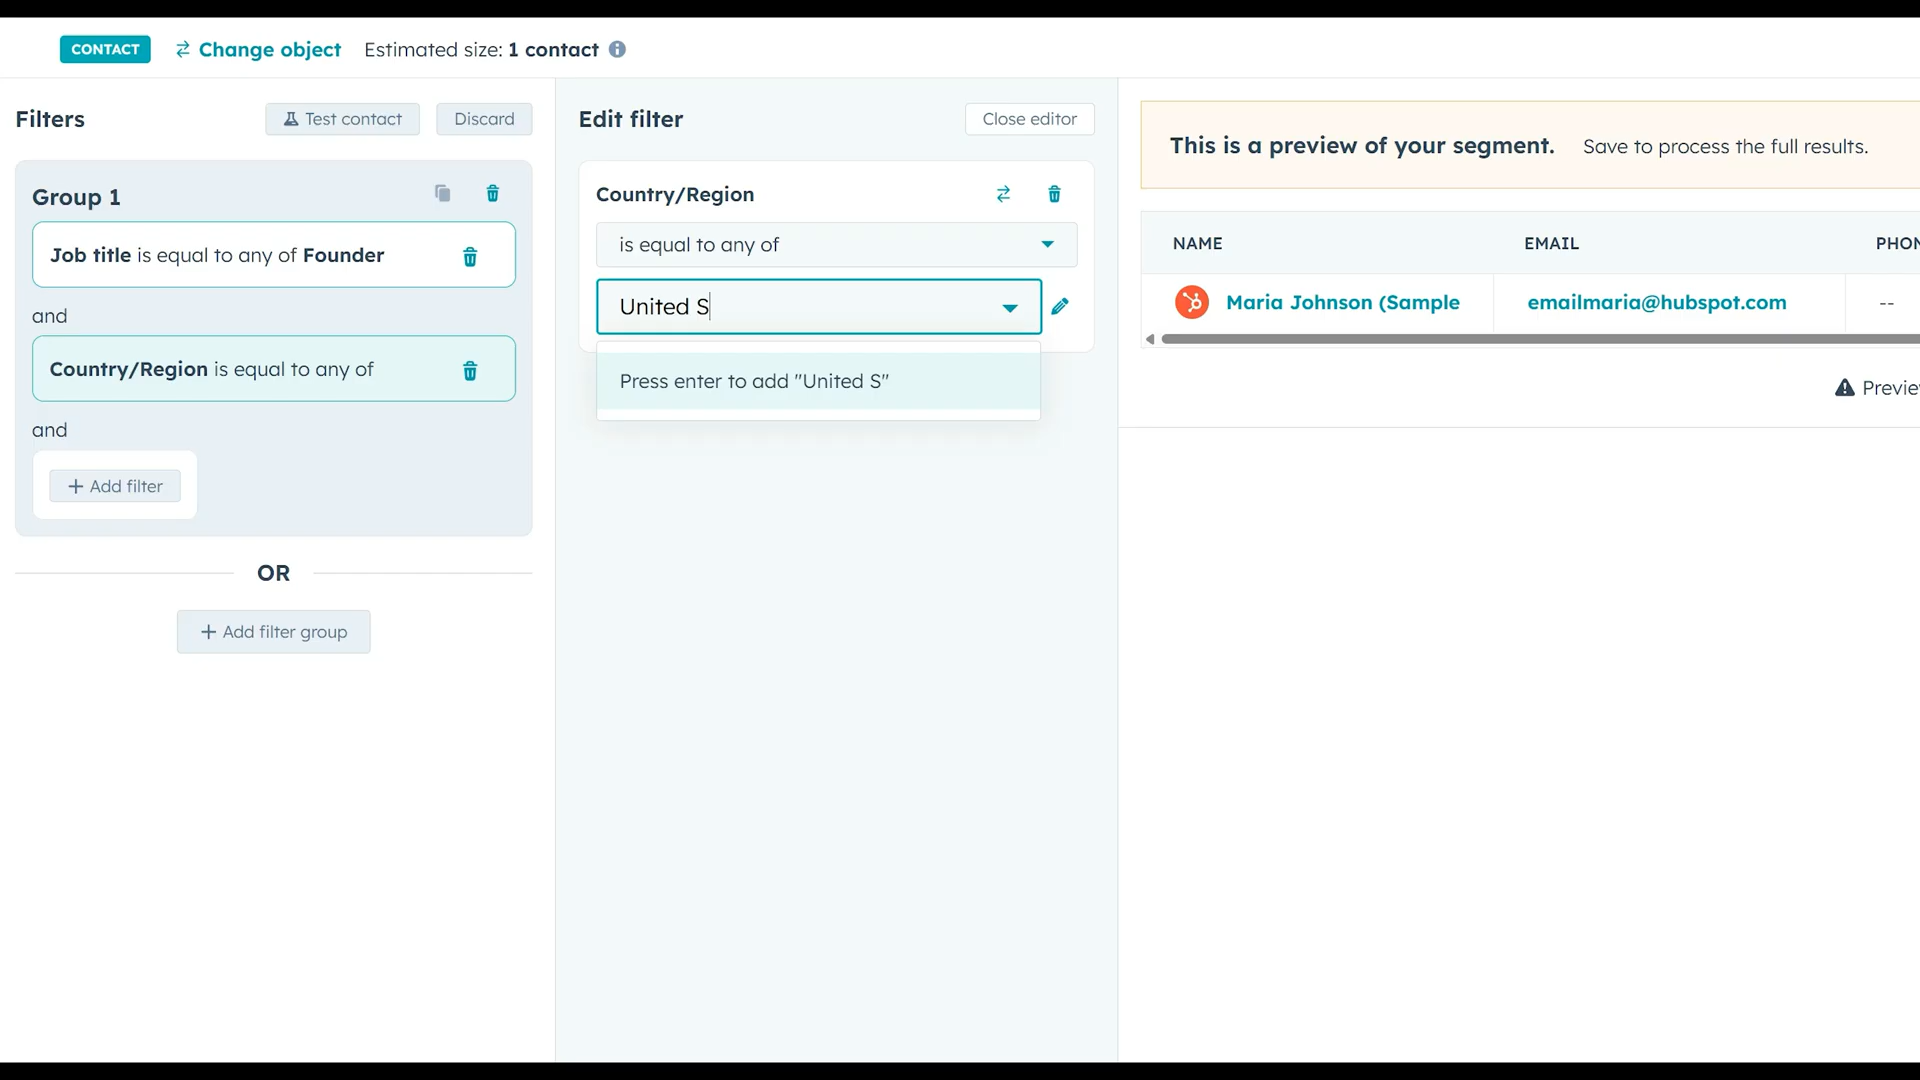 CONTACT Change object Estimated size: 1 contact
Filters Test contact Discard
Group 1
Job title is equal to any of Founder
and
Country/Region is equal to any of
and
+ Add filter
OR
+ Add filter group
Edit filter Close editor
Country/Region
is equal to any of
United S
Press enter to add "United S"
This is a preview of your segment. Save to process the full results.
NAME EMAIL PHON
Maria Johnson (Sample emailmaria@hubspot.com --
Previe